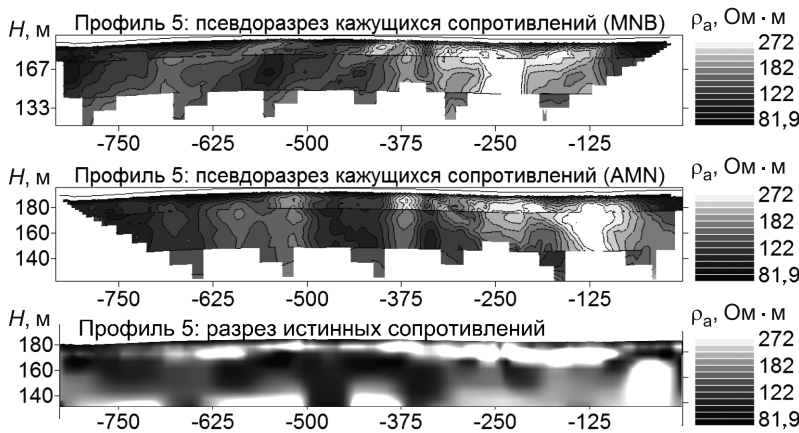 Профиль 5: псевдоразрез кажущихся сопротивлений (MNB)
H, м
167
133
-750 -625 -500 -375 -250 -125
ρa, Ом · м
272
182
122
81,9
Профиль 5: псевдоразрез кажущихся сопротивлений (AMN)
H, м
180
160
140
-750 -625 -500 -375 -250 -125
ρa, Ом · м
272
182
122
81,9
Профиль 5: разрез истинных сопротивлений
H, м
180
160
140
-750 -625 -500 -375 -250 -125
ρa, Ом · м
272
182
122
81,9